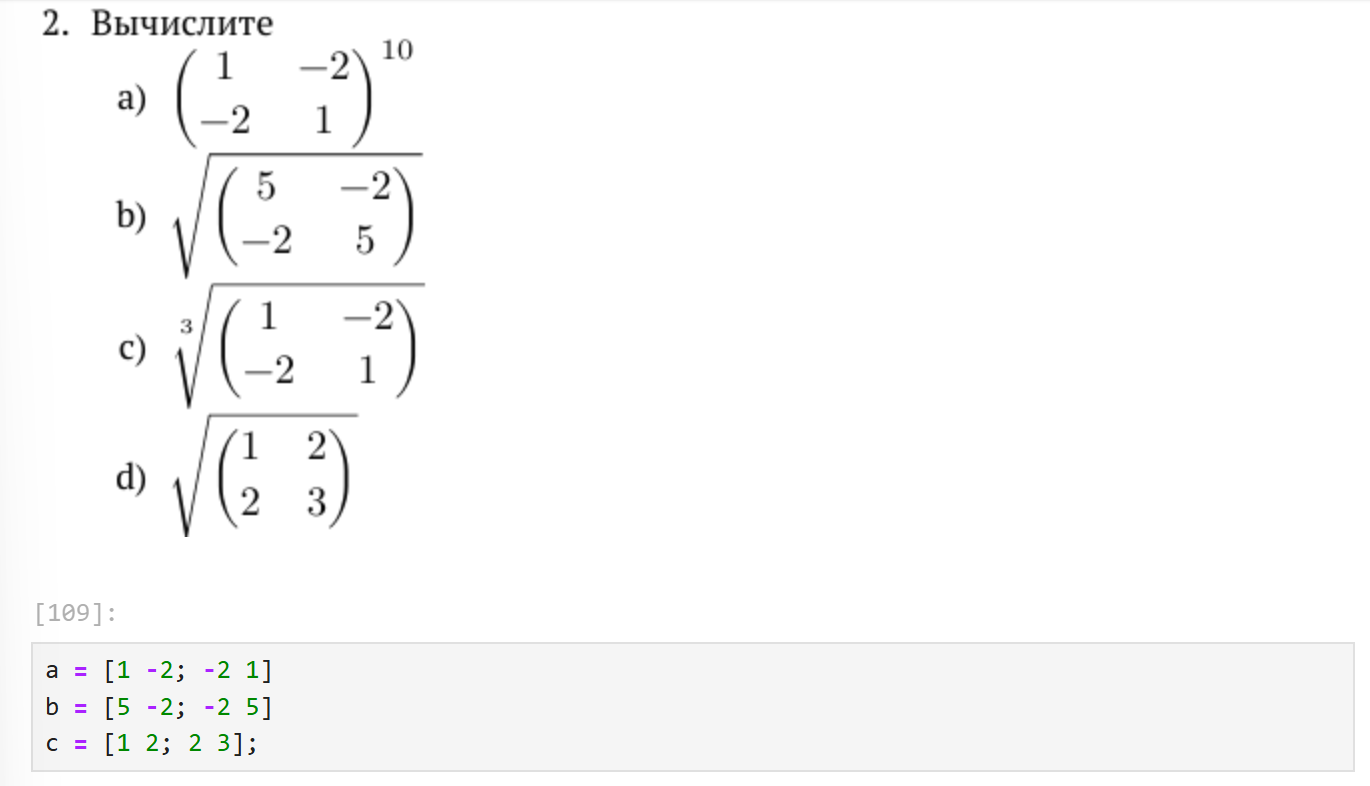 2. Вычислите
a) (1 −2
−2 1)^10
b) √(5 −2
−2 5)
c) ∛(1 −2
−2 1)
d) √(1 2
2 3)
[109]:
a = [1 -2; -2 1]
b = [5 -2; -2 5]
c = [1 2; 2 3];